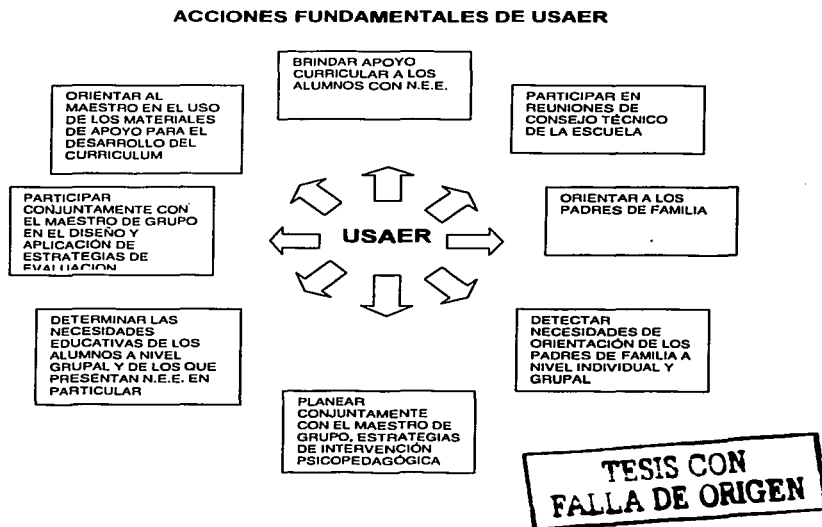 ACCIONES FUNDAMENTALES DE USAER
BRINDAR APOYO
CURRICULAR A LOS
ALUMNOS CON N.E.E.
ORIENTAR AL
MAESTRO EN EL USO
DE LOS MATERIALES
DE APOYO PARA EL
DESARROLLO DEL
CURRICULUM
PARTICIPAR EN
REUNIONES DE
CONSEJO TÉCNICO
DE LA ESCUELA
PARTICIPAR
CONJUNTAMENTE CON
EL MAESTRO DE GRUPO
EN EL DISEÑO Y
APLICACIÓN DE
ESTRATEGIAS DE
EVALUACION
USAER
ORIENTAR A LOS
PADRES DE FAMILIA
DETERMINAR LAS
NECESIDADES
EDUCATIVAS DE LOS
ALUMNOS A NIVEL
GRUPAL Y DE LOS QUE
PRESENTAN N.E.E. EN
PARTICULAR
DETECTAR
NECESIDADES DE
ORIENTACIÓN DE LOS
PADRES DE FAMILIA A
NIVEL INDIVIDUAL Y
GRUPAL
PLANEAR
CONJUNTAMENTE
CON EL MAESTRO DE
GRUPO, ESTRATEGIAS
DE INTERVENCIÓN
PSICOPEDAGÓGICA
TESIS CON
FALLA DE ORIGEN